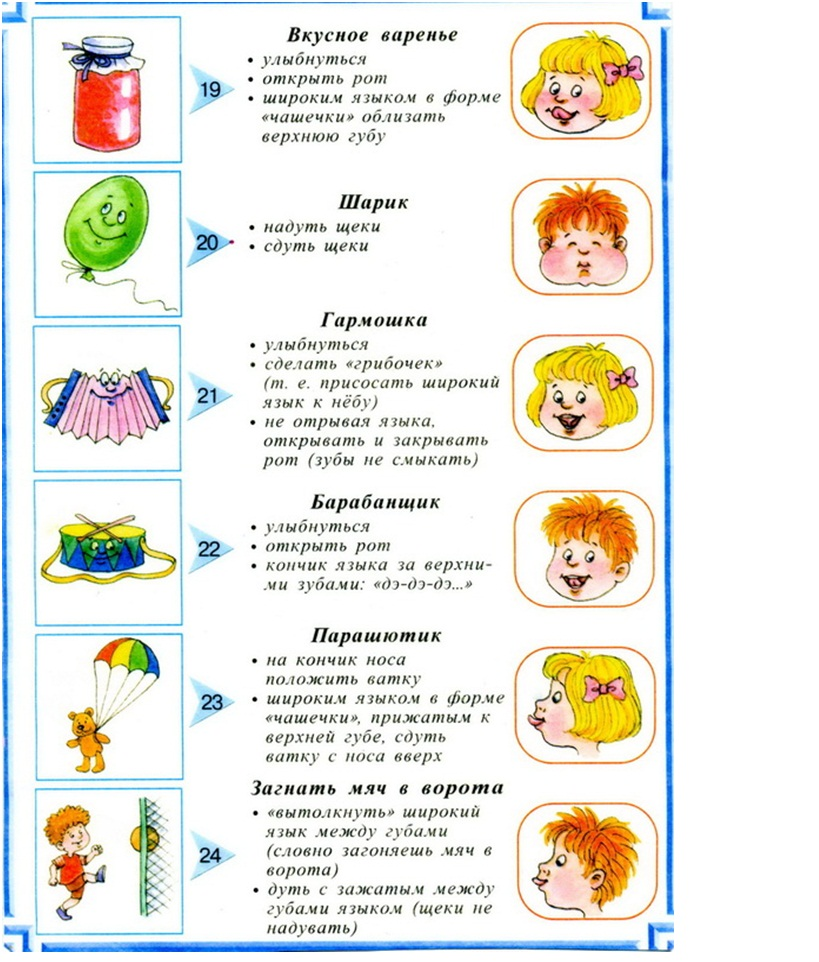 Вкусное варенье
• улыбнуться
• открыть рот
19
• широким языком в форме
«чашечки» облизать
верхнюю губу
Шарик
• надуть щеки
20
• сдуть щеки
Гармошка
• улыбнуться
• сделать «грибочек»
(т. е. присосать широкий
21
язык к нёбу)
• не отрывая языка,
открывать и закрывать
рот (зубы не смыкать)
Барабанщик
• улыбнуться
22
• открыть рот
• кончик языка за верхни-
ми зубами: «дэ-дэ-дэ...»
Парашютик
• на кончик носа
положить ватку
23
• широким языком в форме
«чашечки», прижатым к
верхней губе, сдуть
ватку с носа вверх
Загнать мяч в ворота
• «вытолкнуть» широкий
язык между губами
24
(словно загоняешь мяч в
ворота)
• дуть с зажатым между
губами языком (щеки не
надувать)